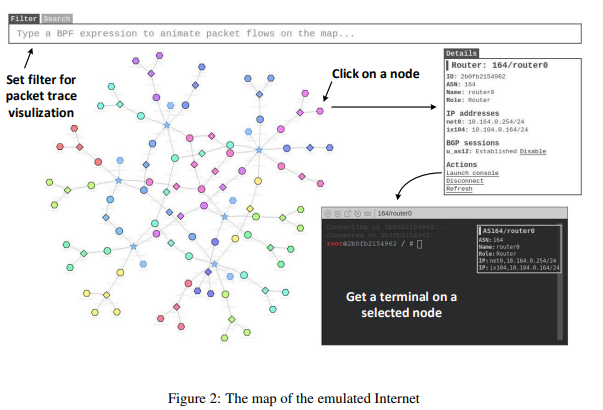 Filter Search
Type a BPF expression to animate packet flows on the map...
Set filter for
packet trace
visulization
Click on a node
Details
Router: 164/router0
ID: 2b0fb2154962
ASN: 164
Name: router0
Role: Router
IP addresses
net0: 10.164.0.254/24
ix104: 10.104.0.164/24
BGP sessions
u_as12: Established Disable
Actions
Launch console
Disconnect
Refresh
164/router0
Connecting to 2b0fb2154962...
Connected to 2b0fb2154962.
root@2b0fb2154962 / #
AS164/router0
ASN: 164
Name: router0
Role: Router
IP: net0,10.164.0.254/24
IP: ix104,10.104.0.164/24
Get a terminal on a
selected node
Figure 2: The map of the emulated Internet